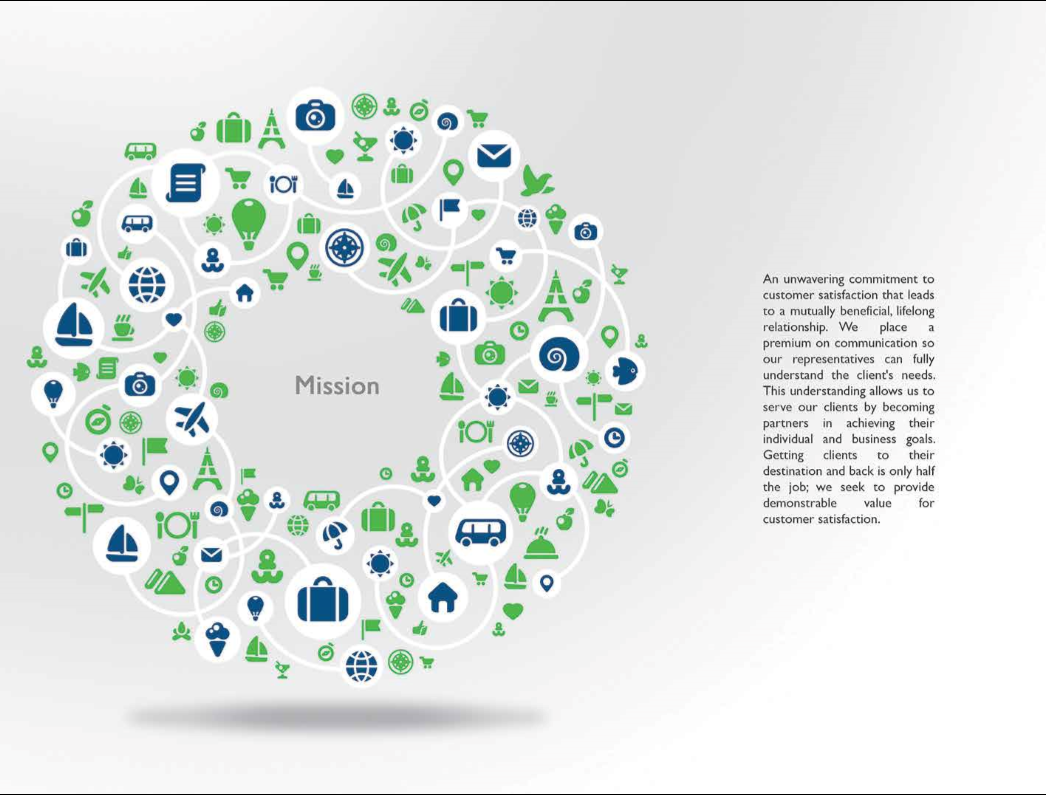 Mission
An unwavering commitment to
customer satisfaction that leads
to a mutually beneficial, lifelong
relationship. We place a
premium on communication so
our representatives can fully
understand the client's needs.
This understanding allows us to
serve our clients by becoming
partners in achieving their
individual and business goals.
Getting clients to their
destination and back is only half
the job; we seek to provide
demonstrable value for
customer satisfaction.